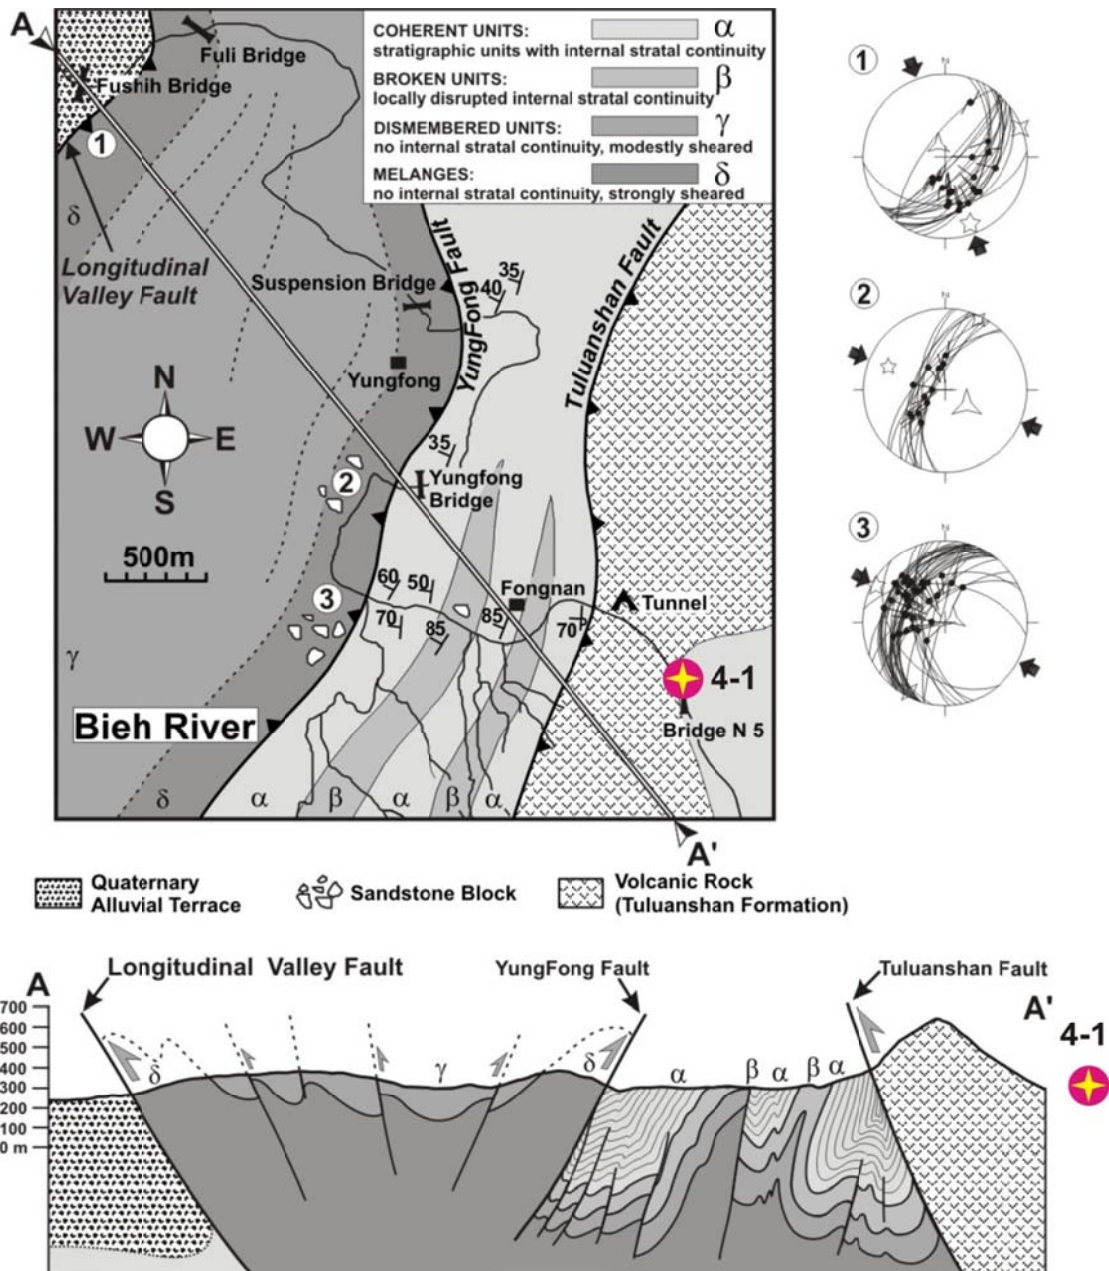 A
Fuli Bridge
Fushih Bridge
COHERENT UNITS:
α
stratigraphic units with internal stratal continuity
BROKEN UNITS:
β
locally disrupted internal stratal continuity
DISMEMBERED UNITS:
γ
no internal stratal continuity, modestly sheared
MELANGES:
δ
no internal stratal continuity, strongly sheared
1
δ
Longitudinal
Valley Fault
Suspension Bridge
YungFong Fault
Tuluanshan Fault
35
40
Yungfong
N
W
E
S
500m
35
2
Yungfong
Bridge
3
60
50
Fongnan
Tunnel
70
85
85
70
γ
4-1
Bieh River
Bridge N 5
δ
α
β
α
β
α
A'
1
N
2
N
3
N
Quaternary
Alluvial Terrace
Sandstone Block
Volcanic Rock
(Tuluanshan Formation)
A
Longitudinal Valley Fault
YungFong Fault
Tuluanshan Fault
A'
4-1
700
600
500
400
300
200
100
0 m
δ
γ
δ
α
β
α
β
α